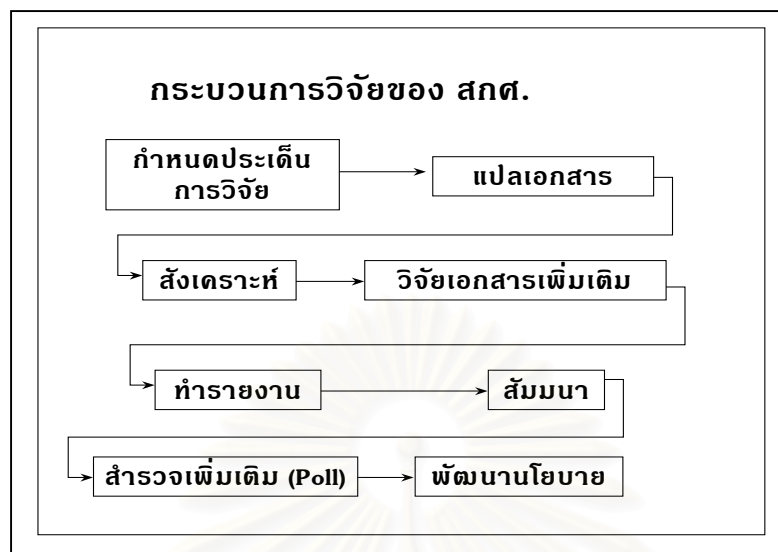 กระบวนการวิจัยของ สกศ.
กำหนดประเด็น
การวิจัย
แปลเอกสาร
สังเคราะห์
วิจัยเอกสารเพิ่มเติม
ทำรายงาน
สัมมนา
สำรวจเพิ่มเติม (Poll)
พัฒนานโยบาย